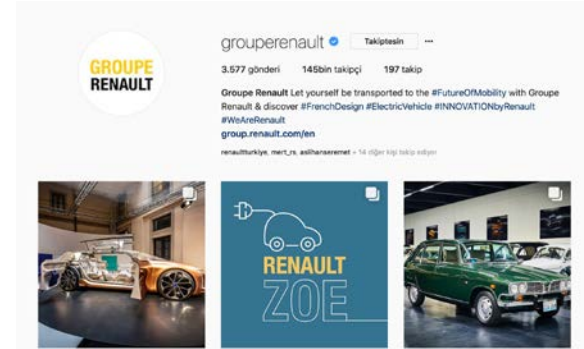 GROUPE
RENAULT
grouperenault Takiptesin ...
3.577 gönderi 145bin takipçi 197 takip
Groupe Renault Let yourself be transported to the #FutureOfMobility with Groupe
Renault & discover #FrenchDesign #ElectricVehicle #INNOVATIONbyRenault
#WeAreRenault
group.renault.com/en
renaultturkiye, mert_rs, aslihanseremet + 14 diğer kişi takip ediyor
RENAULT
ZOE